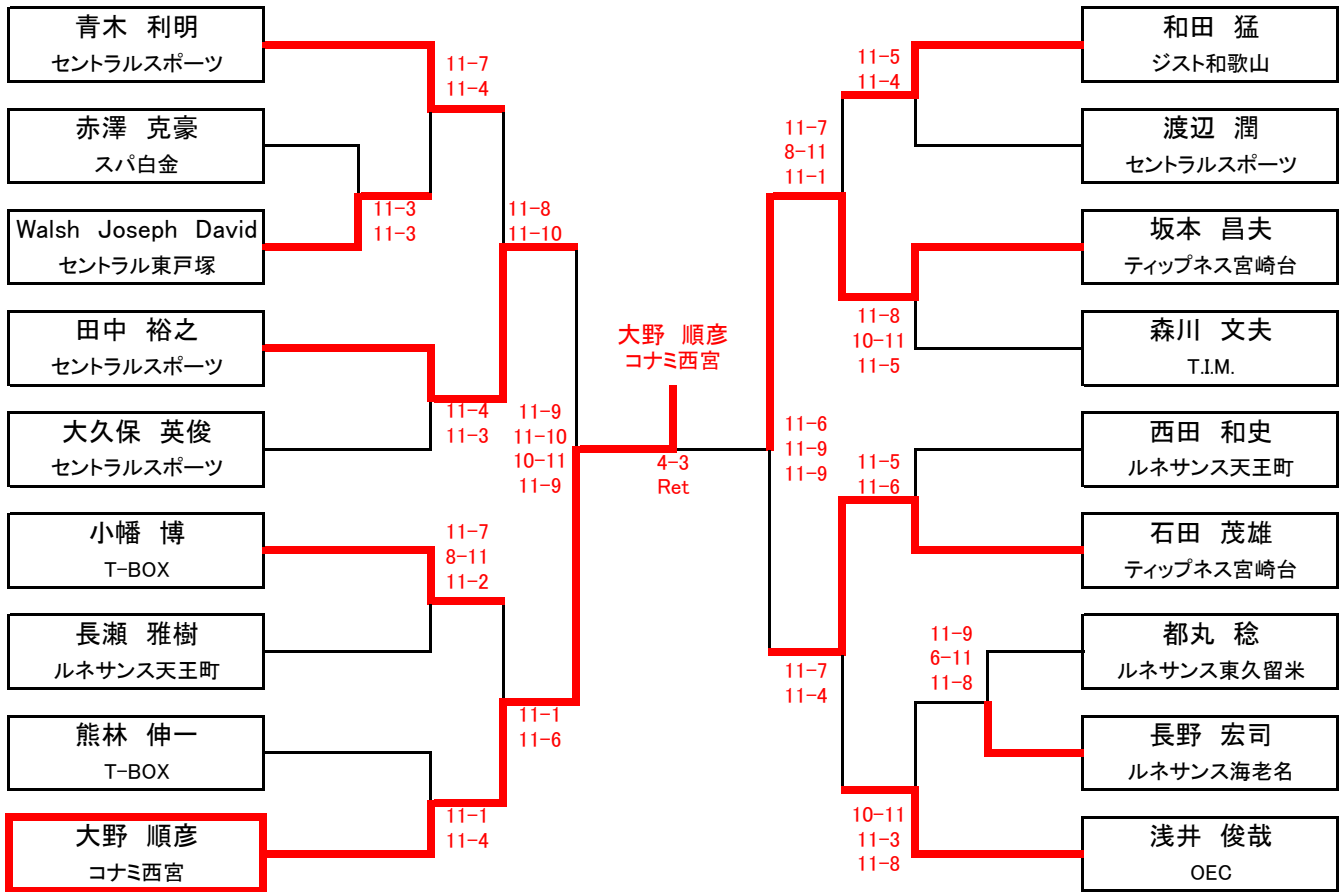 青木 利明
セントラルスポーツ
赤澤 克豪
スパ白金
Walsh Joseph David
セントラル東戸塚
田中 裕之
セントラルスポーツ
大久保 英俊
セントラルスポーツ
小幡 博
T-BOX
長瀬 雅樹
ルネサンス天王町
熊林 伸一
T-BOX
大野 順彦
コナミ西宮
11-7
11-4
11-3
11-3
11-4
11-3
11-7
8-11
11-2
11-1
11-4
11-8
11-10
11-1
11-6
11-9
11-10
10-11
11-9
大野 順彦
コナミ西宮
4-3
Ret
11-6
11-9
11-9
11-7
8-11
11-1
11-7
11-4
11-5
11-4
11-8
10-11
11-5
11-5
11-6
10-11
11-3
11-8
11-9
6-11
11-8
和田 猛
ジスト和歌山
渡辺 潤
セントラルスポーツ
坂本 昌夫
ティップネス宮崎台
森川 文夫
T.I.M.
西田 和史
ルネサンス天王町
石田 茂雄
ティップネス宮崎台
都丸 稔
ルネサンス東久留米
長野 宏司
ルネサンス海老名
浅井 俊哉
OEC